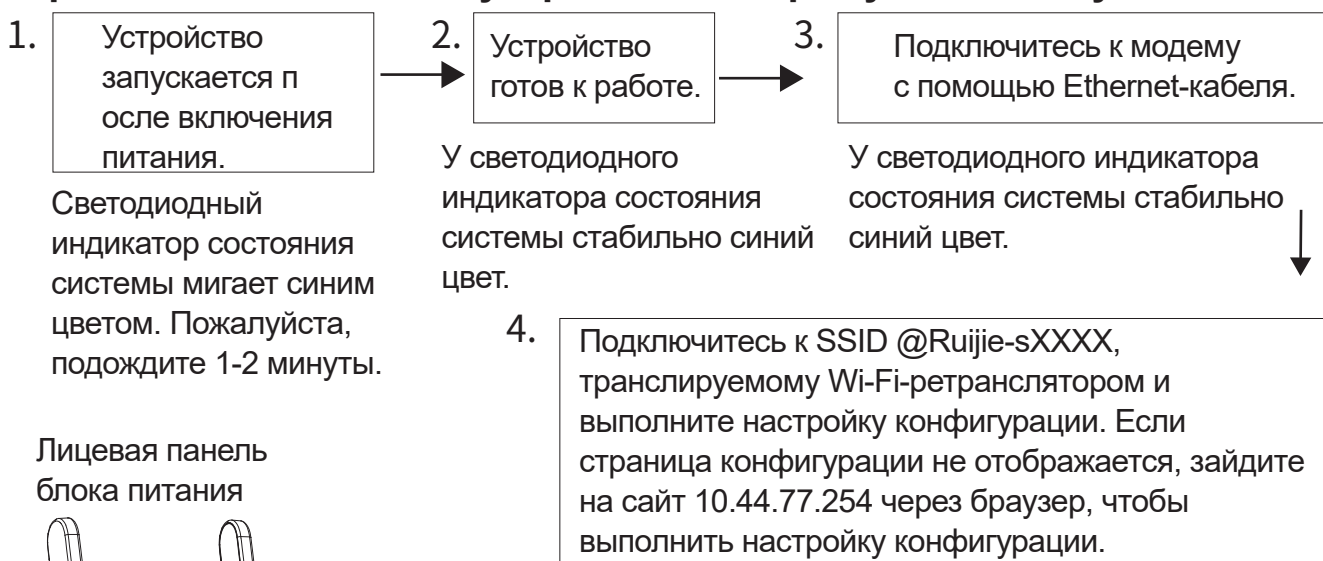 1.
Устройство
запускается п
осле включения
питания.
Светодиодный
индикатор состояния
системы мигает синим
цветом. Пожалуйста,
подождите 1-2 минуты.
2.
Устройство
готов к работе.
У светодиодного
индикатора состояния
системы стабильно синий
цвет.
3.
Подключитесь к модему
с помощью Ethernet-кабеля.
У светодиодного индикатора
состояния системы стабильно
синий цвет.
4.
Подключитесь к SSID @Ruijie-sXXXX,
транслируемому Wi-Fi-ретранслятором и
выполните настройку конфигурации. Если
страница конфигурации не отображается, зайдите
на сайт 10.44.77.254 через браузер, чтобы
выполнить настройку конфигурации.
Лицевая панель
блока питания